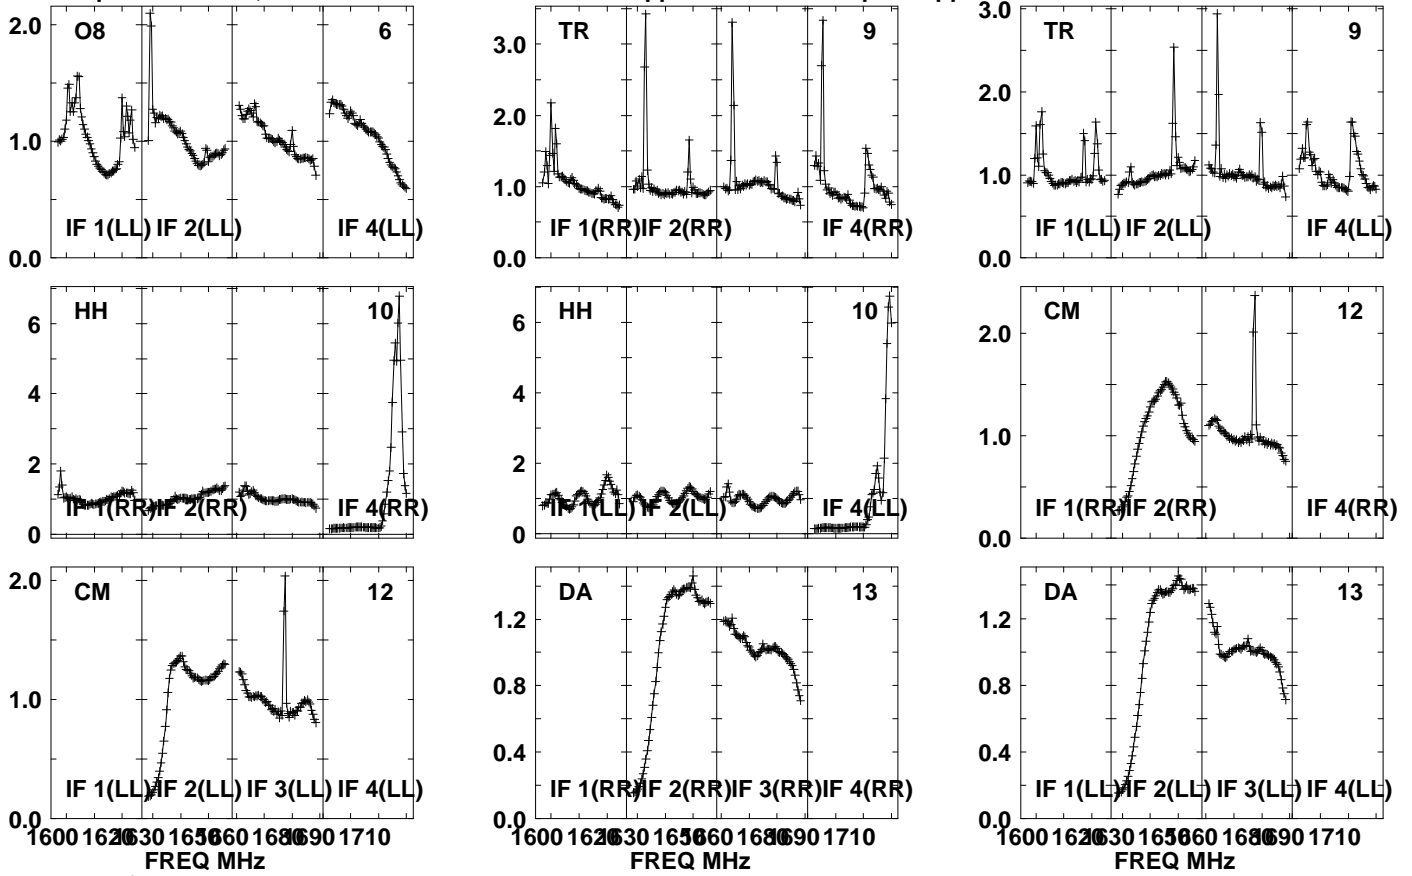 O8 6
2.0
1.0
0.0
IF 1(LL) IF 2(LL) IF 4(LL)
TR 9
3.0
2.0
1.0
0.0
IF 1(RR) IF 2(RR) IF 4(RR)
TR 9
3.0
2.0
1.0
0.0
IF 1(LL) IF 2(LL) IF 4(LL)
HH 10
6
4
2
0
IF 1(RR) IF 2(RR) IF 4(RR)
HH 10
6
4
2
0
IF 1(LL) IF 2(LL) IF 4(LL)
CM 12
2.0
1.0
0.0
IF 1(RR) IF 2(RR) IF 4(RR)
CM 12
2.0
1.0
0.0
IF 1(LL) IF 2(LL) IF 3(LL) IF 4(LL)
1600 1620 1630 1650 1660 1680 1690 1710
FREQ MHz
DA 13
1.2
0.8
0.4
0.0
IF 1(RR) IF 2(RR) IF 3(RR) IF 4(RR)
1600 1620 1630 1650 1660 1680 1690 1710
FREQ MHz
DA 13
1.2
0.8
0.4
0.0
IF 1(LL) IF 2(LL) IF 3(LL) IF 4(LL)
1600 1620 1630 1650 1660 1680 1690 1710
FREQ MHz